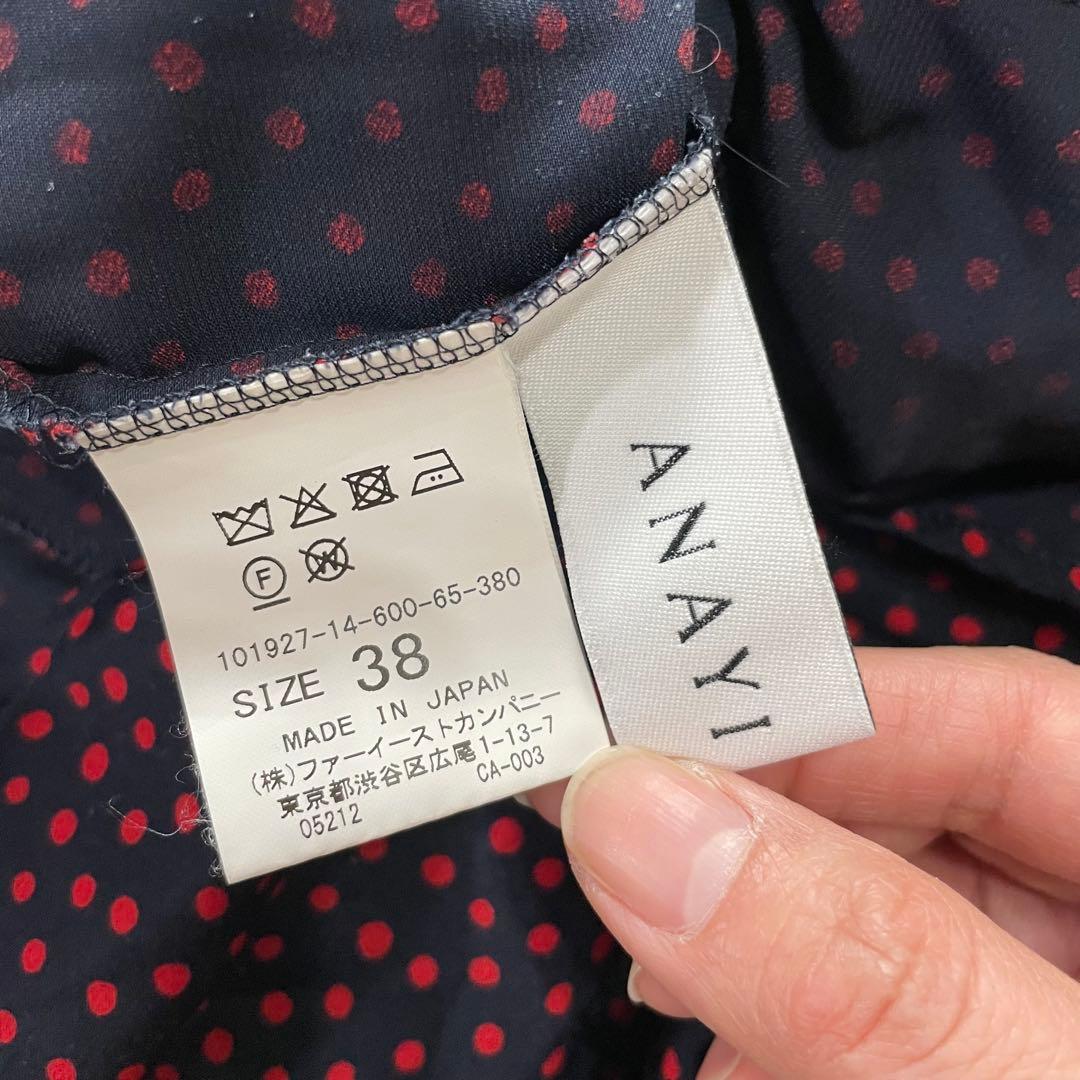 F
W
101927-14-600-65-380
SIZE 38
MADE IN JAPAN
(株)ファーイーストカンパニー
東京都渋谷区広尾1-13-7
05212 CA-003
ANAYI